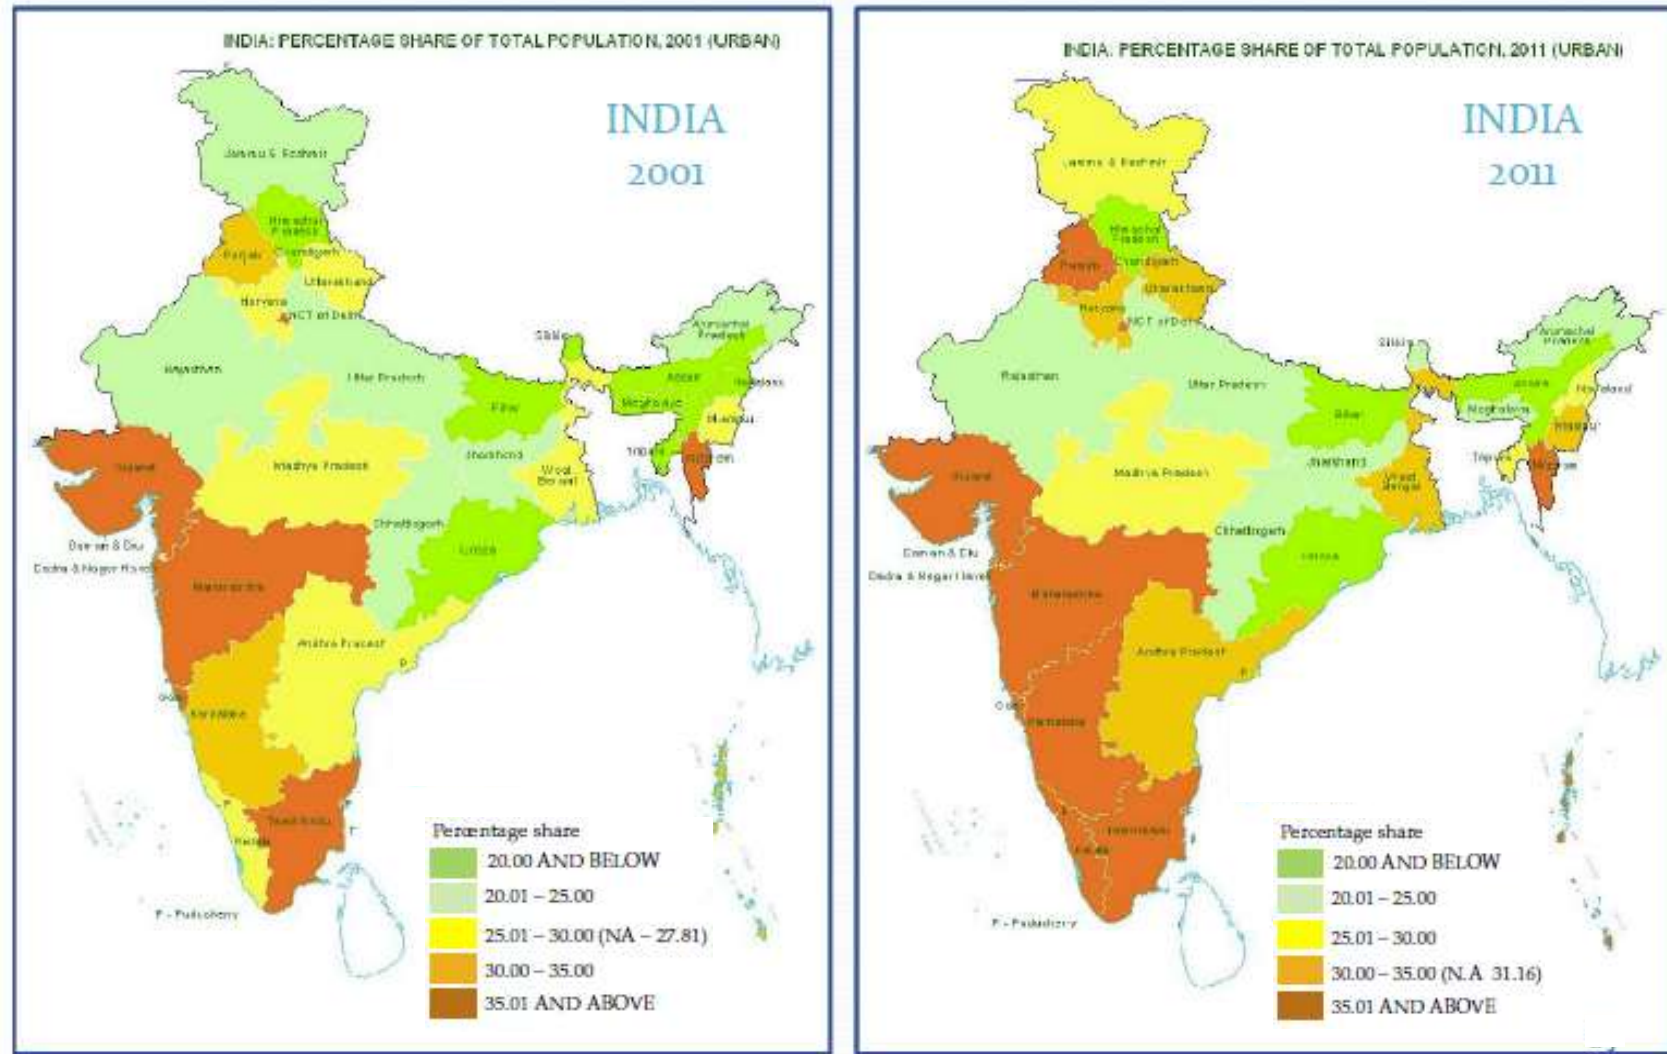 INDIA: PERCENTAGE SHARE OF TOTAL POPULATION, 2001 (URBAN)
INDIA
2001
Jammu & Kashmir
Himachal
Pradesh
Punjab
Chandigarh
Uttarakhand
Haryana
NCT of Delhi
Arunachal
Pradesh
Sikkim
Rajasthan
Uttar Pradesh
Assam
Nagaland
Bihar
Meghalaya
Manipur
Tripura
Mizoram
Jharkhand
Gujarat
Madhya Pradesh
West
Bengal
Chhattisgarh
Orissa
Daman & Diu
Dadra & Nagar Haveli
Maharashtra
Andhra Pradesh
Goa
Karnataka
Tamil Nadu
Kerala
P - Puducherry
Percentage share
20.00 AND BELOW
20.01 – 25.00
25.01 – 30.00 (NA – 27.81)
30.00 – 35.00
35.01 AND ABOVE
INDIA. PERCENTAGE SHARE OF TOTAL POPULATION, 2011 (URBAN)
INDIA
2011
Jammu & Kashmir
Himachal
Pradesh
Punjab
Chandigarh
Uttarakhand
Haryana
NCT of Delhi
Arunachal
Pradesh
Sikkim
Rajasthan
Uttar Pradesh
Assam
Nagaland
Bihar
Meghalaya
Manipur
Tripura
Mizoram
Jharkhand
Gujarat
Madhya Pradesh
West
Bengal
Chhattisgarh
Orissa
Daman & Diu
Dadra & Nagar Haveli
Maharashtra
Andhra Pradesh
Goa
Karnataka
Tamil Nadu
Kerala
P - Puducherry
Percentage share
20.00 AND BELOW
20.01 – 25.00
25.01 – 30.00
30.00 – 35.00 (N.A 31.16)
35.01 AND ABOVE